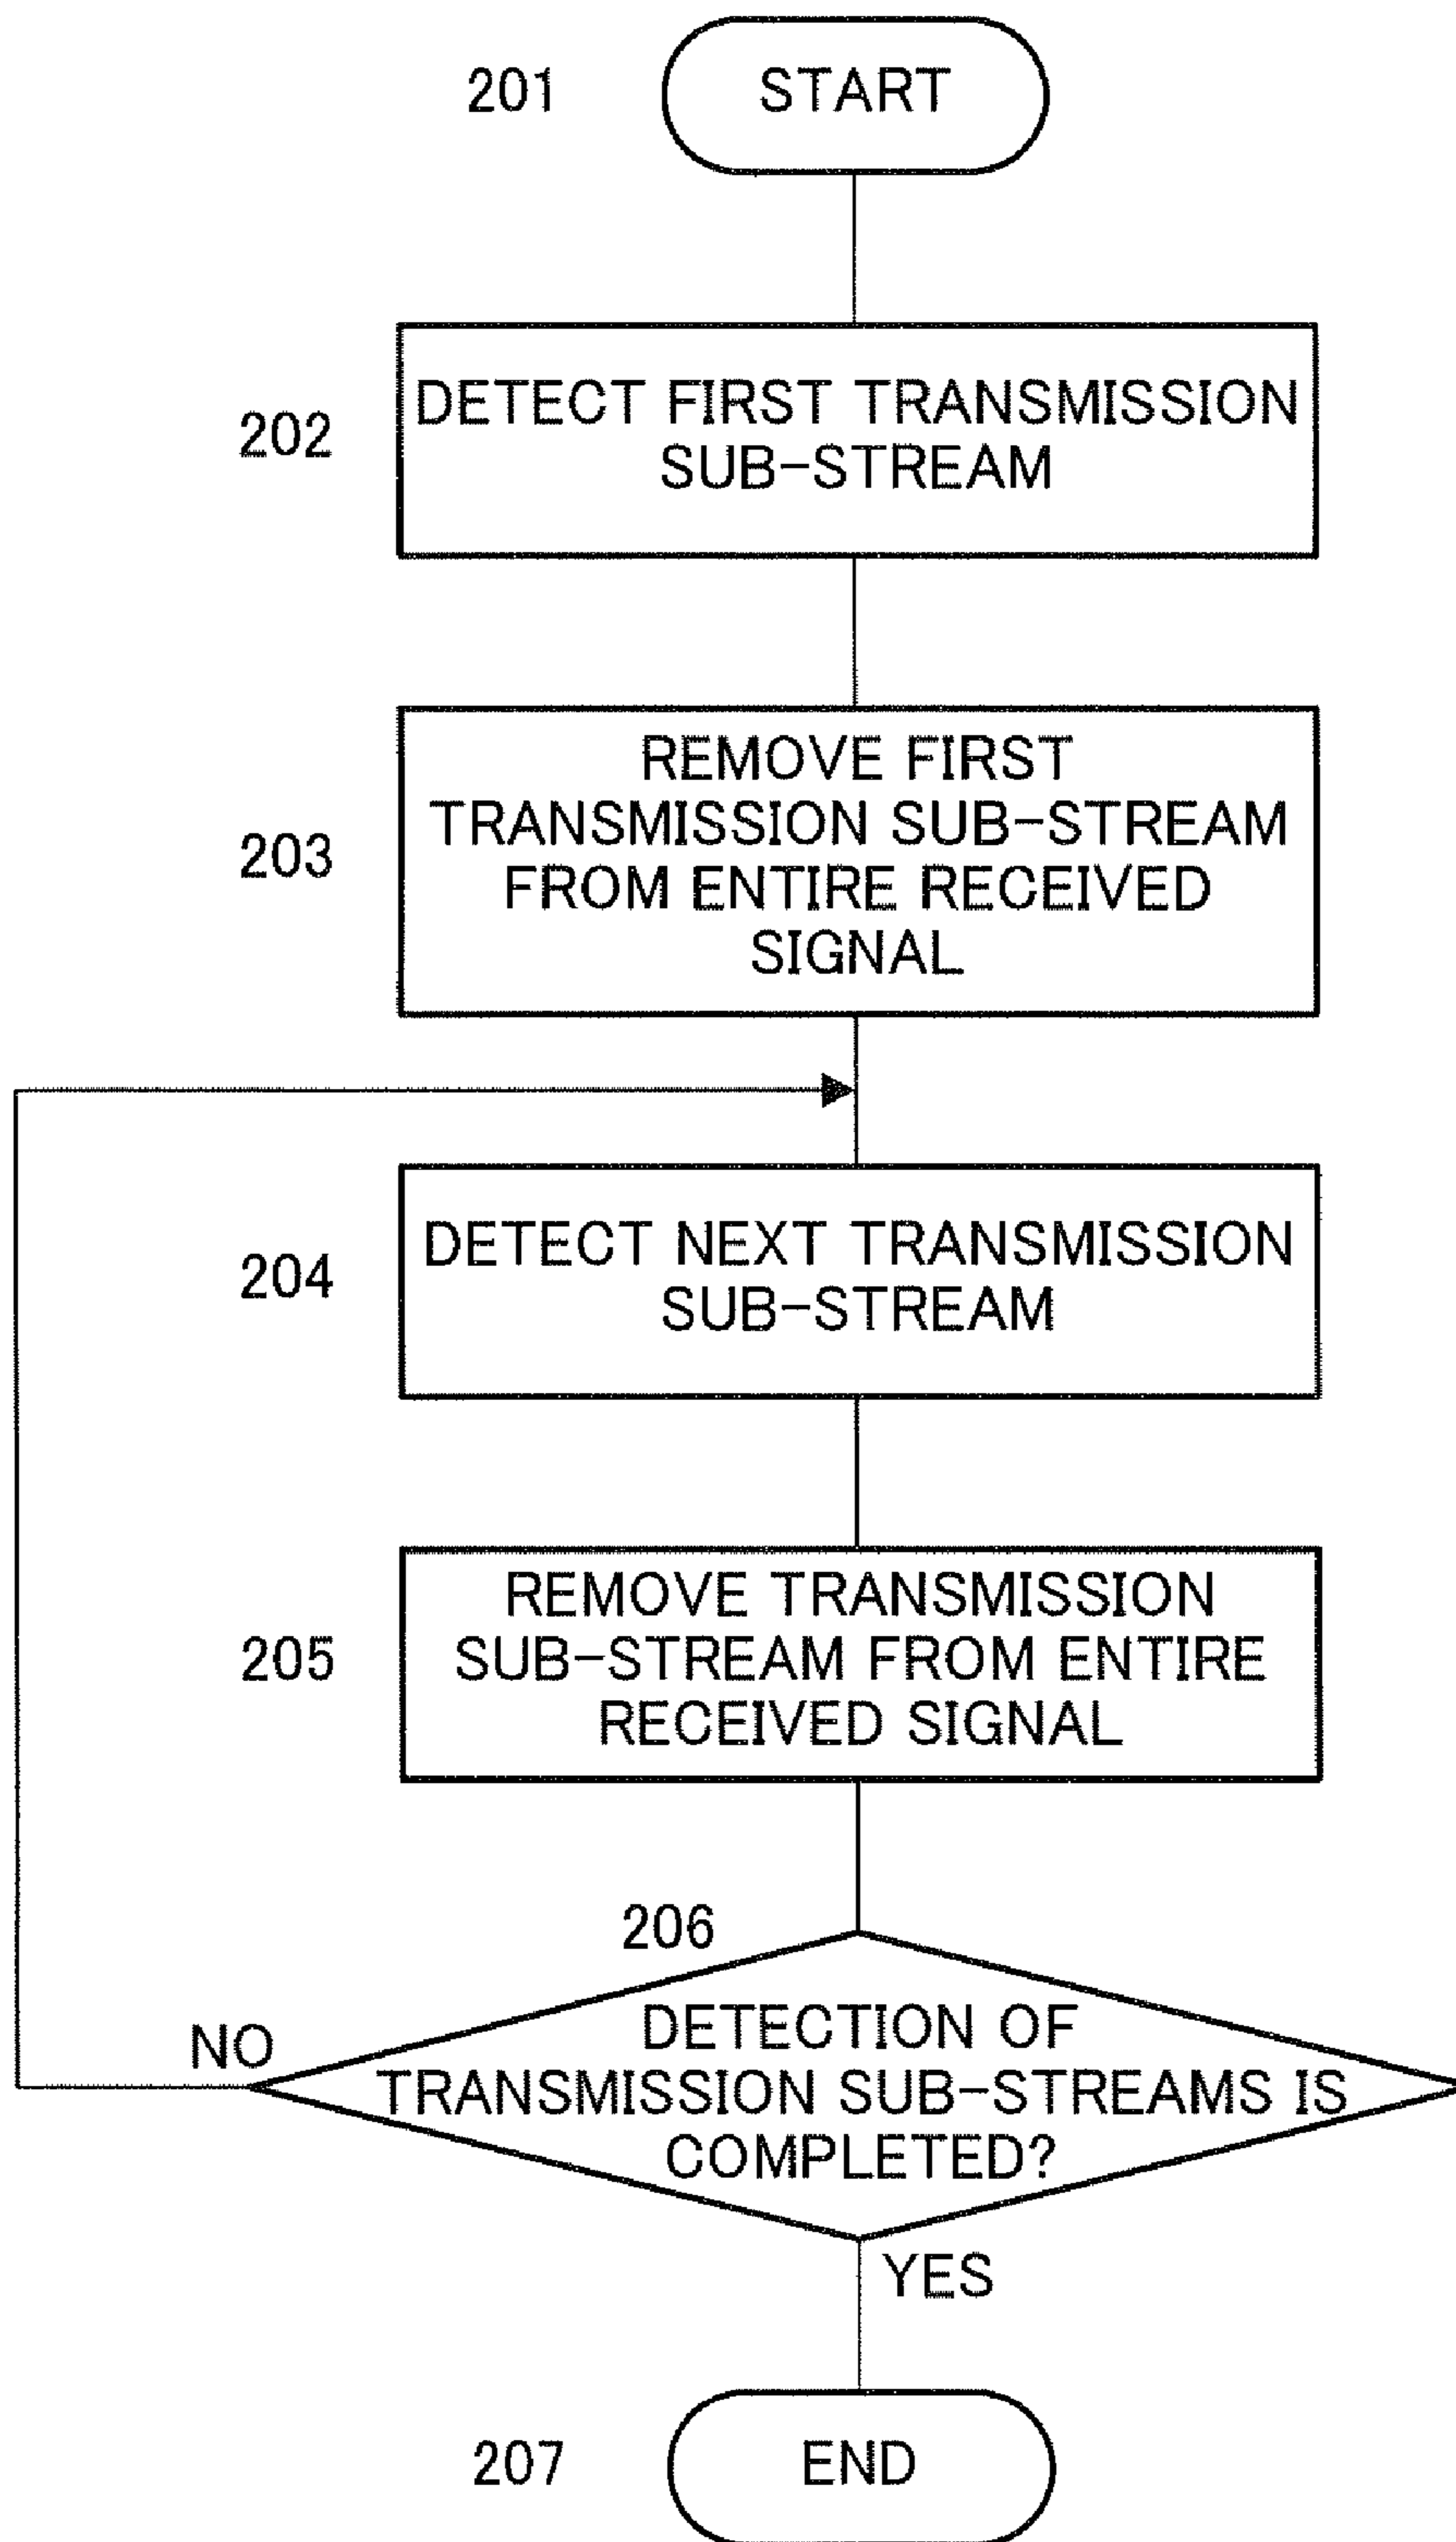 201
START
202
DETECT FIRST TRANSMISSION
SUB-STREAM
203
REMOVE FIRST
TRANSMISSION SUB-STREAM
FROM ENTIRE RECEIVED
SIGNAL
204
DETECT NEXT TRANSMISSION
SUB-STREAM
205
REMOVE TRANSMISSION
SUB-STREAM FROM ENTIRE
RECEIVED SIGNAL
206
NO
DETECTION OF
TRANSMISSION SUB-STREAMS IS
COMPLETED?
YES
207
END